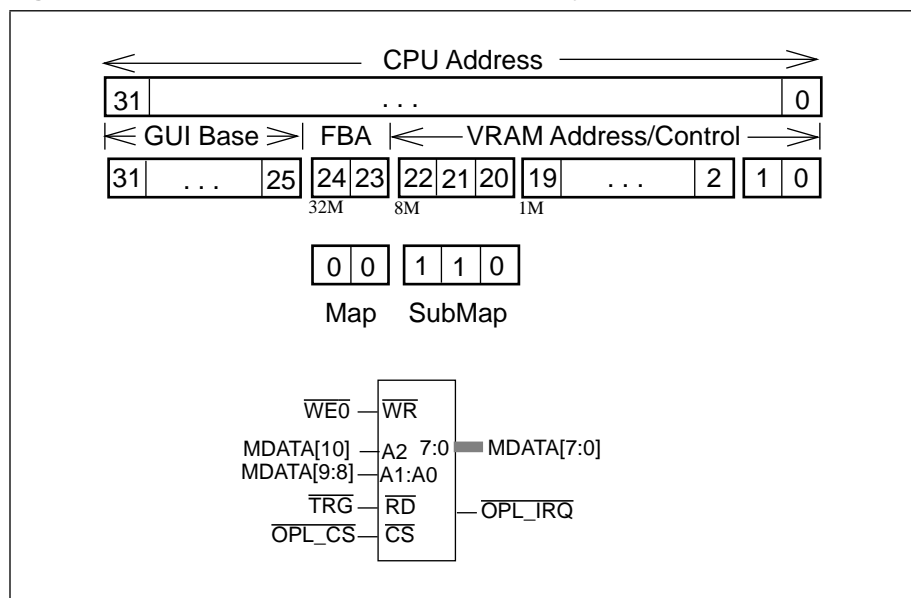 CPU Address
31 . . . 0
GUI Base FBA VRAM Address/Control
31 . . . 25 24 23 22 21 20 19 . . . 2 1 0
32M 8M 1M
0 0 1 1 0
Map SubMap
WE0 WR
MDATA[10] A2 7:0 MDATA[7:0]
MDATA[9:8] A1:A0
TRG RD OPL_IRQ
OPL_CS CS